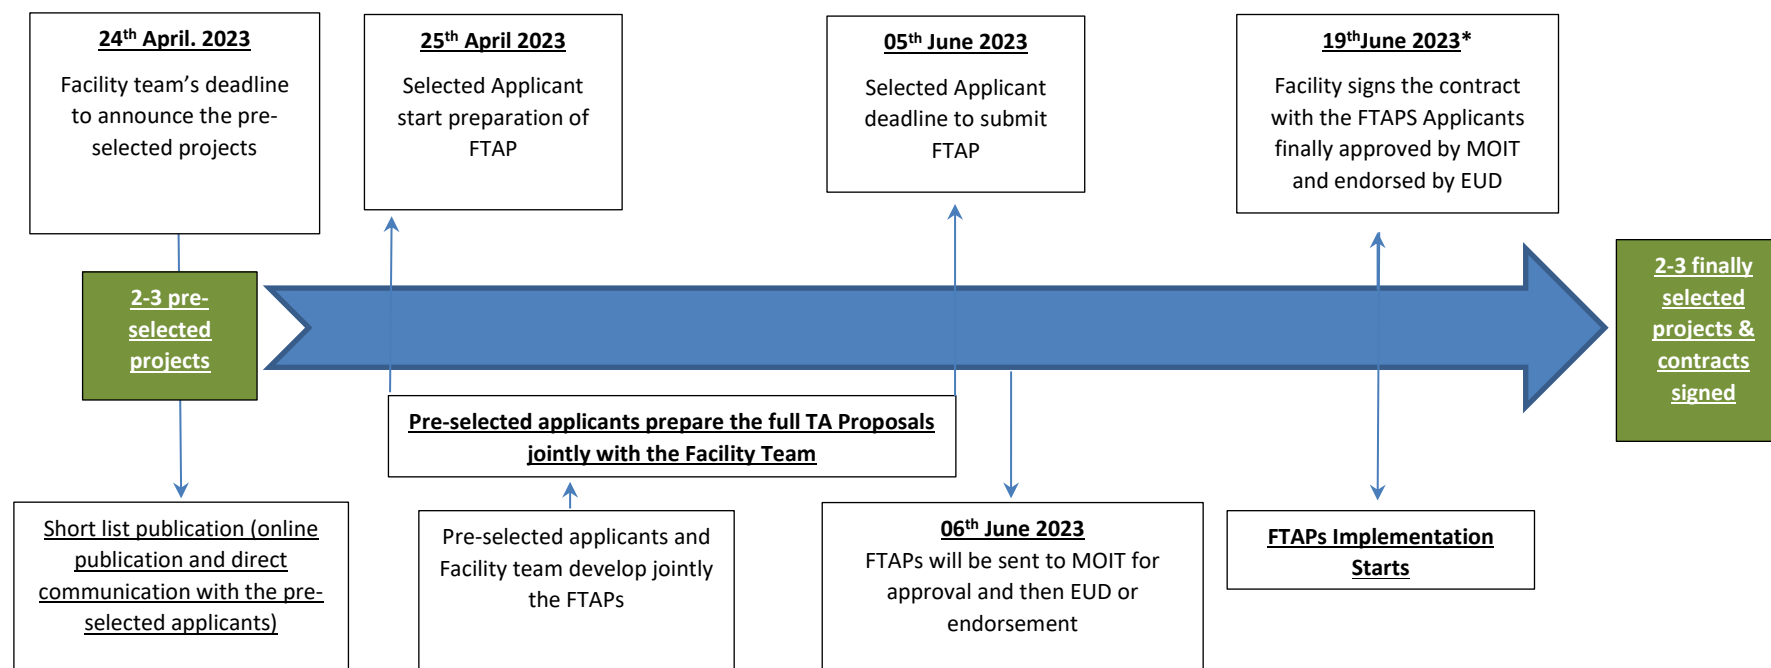 24th April. 2023
Facility team’s deadline
to announce the pre-
selected projects
25th April 2023
Selected Applicant
start preparation of
FTAP
05th June 2023
Selected Applicant
deadline to submit
FTAP
19thJune 2023*
Facility signs the contract
with the FTAPS Applicants
finally approved by MOIT
and endorsed by EUD
2-3 pre-
selected
projects
2-3 finally
selected
projects &
contracts
signed
Pre-selected applicants prepare the full TA Proposals
jointly with the Facility Team
Short list publication (online
publication and direct
communication with the pre-
selected applicants)
Pre-selected applicants and
Facility team develop jointly
the FTAPs
06th June 2023
FTAPs will be sent to MOIT for
approval and then EUD or
endorsement
FTAPs Implementation
Starts